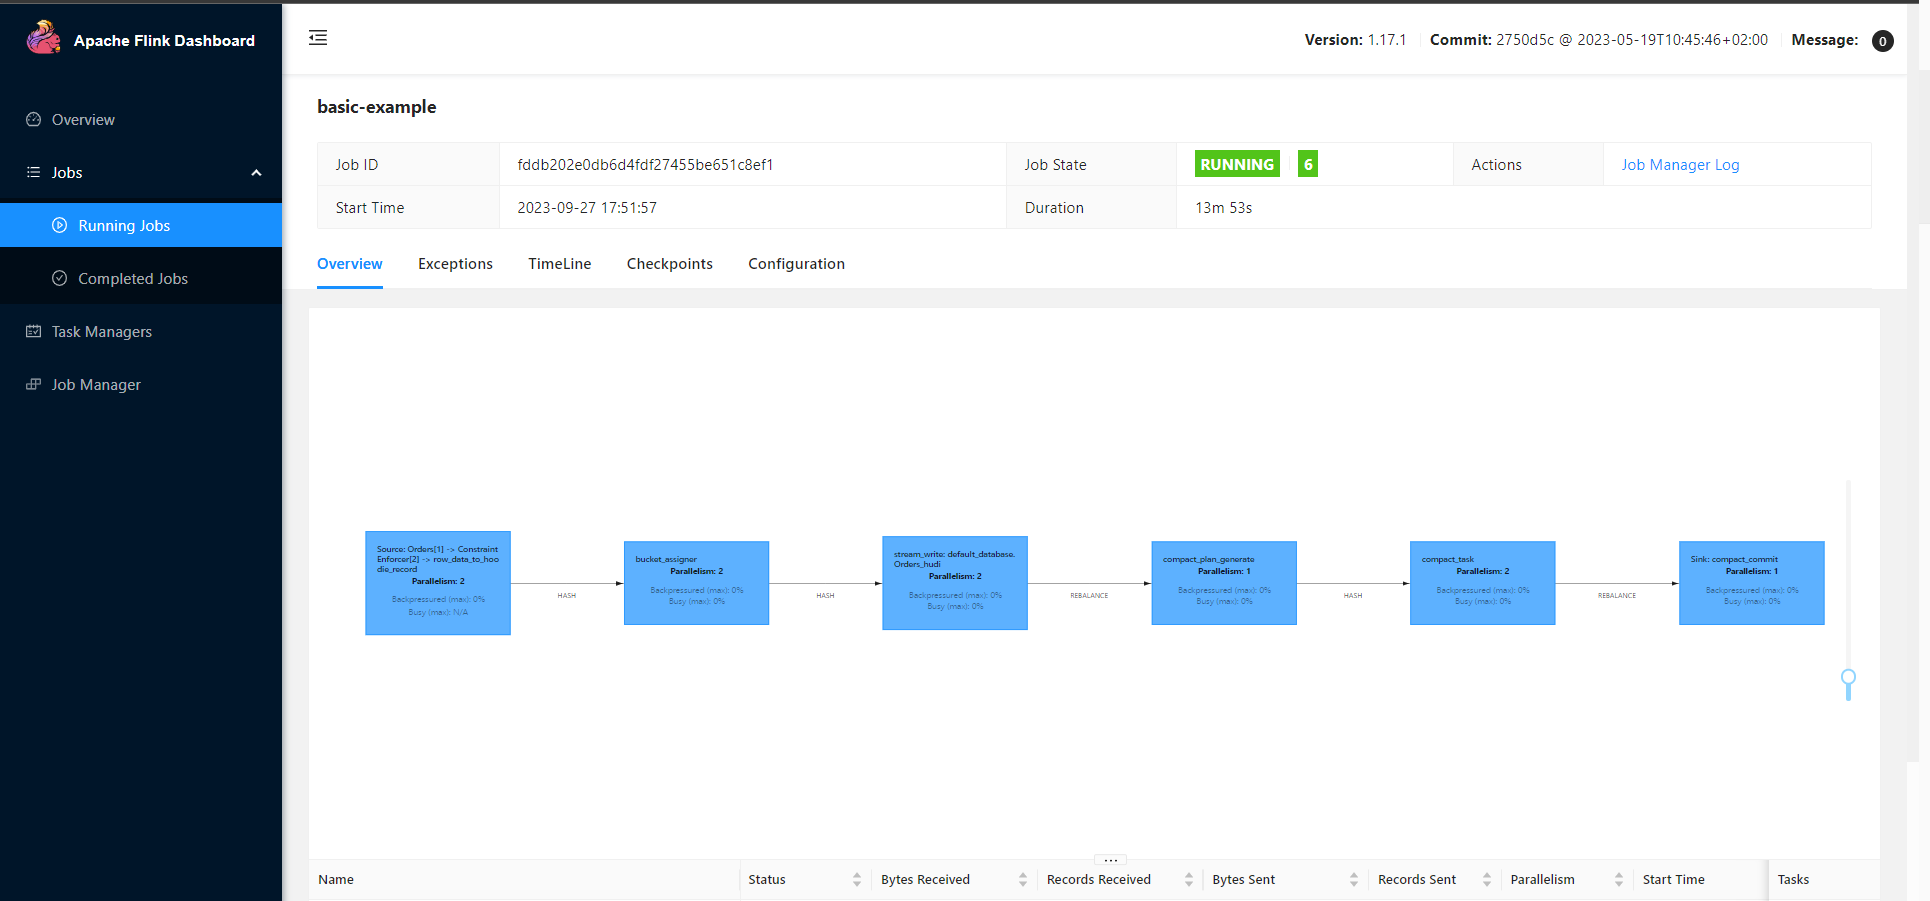 Apache Flink Dashboard
Version: 1.17.1 Commit: 2750d5c @ 2023-05-19T10:45:46+02:00 Message: 0
Overview
Jobs
Running Jobs
Completed Jobs
Task Managers
Job Manager
basic-example
Job ID fddb202e0db6d4fdf27455be651c8ef1 Job State RUNNING 6 Actions Job Manager Log
Start Time 2023-09-27 17:51:57 Duration 13m 53s
Overview Exceptions TimeLine Checkpoints Configuration
Source: Orders[1] -> Constraint
Enforcer[2] -> row_data_to_hoo
die_record
Parallelism: 2
Backpressured (max): 0%
Busy (max): N/A
HASH
bucket_assigner
Parallelism: 2
Backpressured (max): 0%
Busy (max): 0%
HASH
stream_write: default_database.
Orders_hudi
Parallelism: 2
Backpressured (max): 0%
Busy (max): 0%
REBALANCE
compact_plan_generate
Parallelism: 1
Backpressured (max): 0%
Busy (max): 0%
HASH
compact_task
Parallelism: 2
Backpressured (max): 0%
Busy (max): 0%
REBALANCE
Sink: compact_commit
Parallelism: 1
Backpressured (max): 0%
Busy (max): 0%
Name Status Bytes Received Records Received Bytes Sent Records Sent Parallelism Start Time Tasks